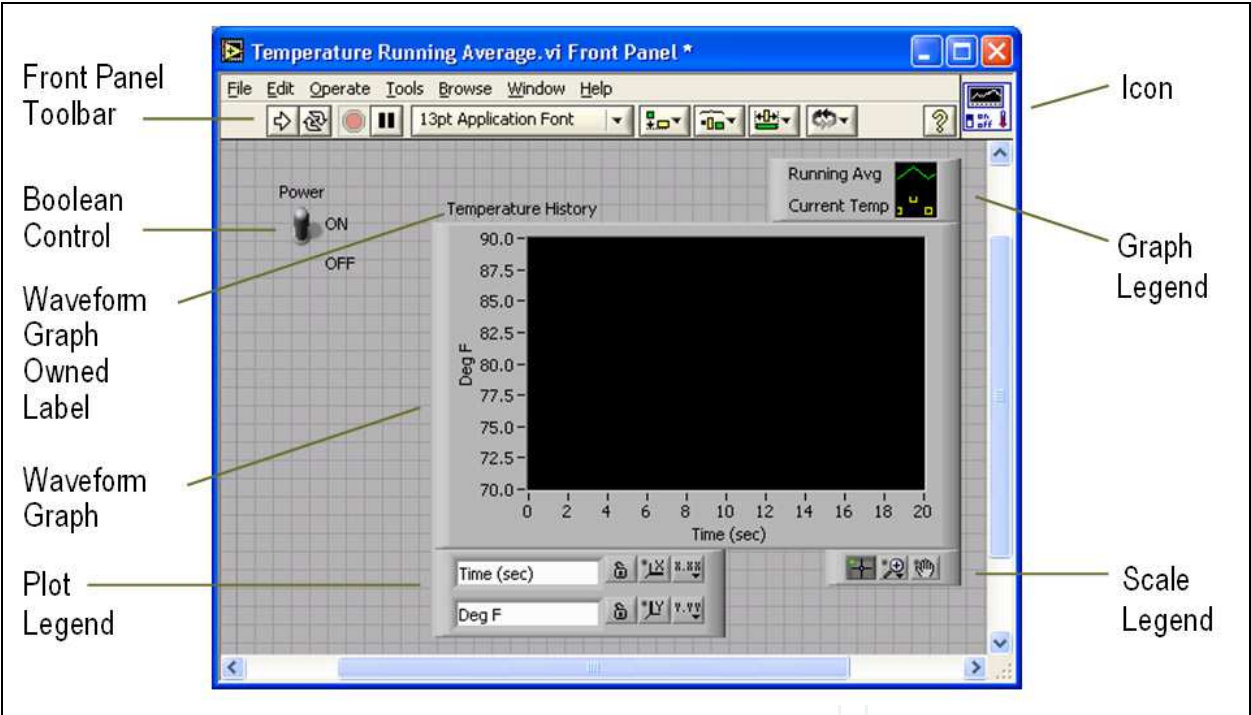 Temperature Running Average.vi Front Panel *
File Edit Operate Tools Browse Window Help
13pt Application Font
?
on
off
Front Panel
Toolbar
Icon
Boolean
Control
Power
ON
OFF
Running Avg
Current Temp
Graph
Legend
Waveform
Graph
Owned
Label
Temperature History
90.0
87.5
85.0
82.5
80.0
77.5
75.0
72.5
70.0
Deg F
0 2 4 6 8 10 12 14 16 18 20
Time (sec)
Waveform
Graph
Plot
Legend
Time (sec)
X X.XX
Deg F
Y Y.YY
Scale
Legend